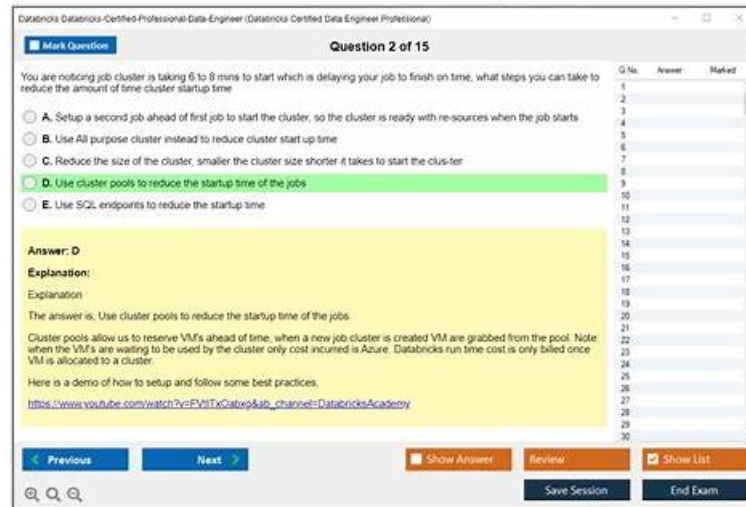 Databricks Databricks-Certified-Professional-Data-Engineer (Databricks Certified Data Engineer Professional)
Mark Question
Question 2 of 15
You are noticing job cluster is taking 6 to 8 mins to start which is delaying your job to finish on time, what steps you can take to
reduce the amount of time cluster startup time
A. Setup a second job ahead of first job to start the cluster, so the cluster is ready with re-sources when the job starts
B. Use All purpose cluster instead to reduce cluster start up time
C. Reduce the size of the cluster, smaller the cluster size shorter it takes to start the clus-ter
D. Use cluster pools to reduce the startup time of the jobs
E. Use SQL endpoints to reduce the startup time
Answer: D
Explanation:
Explanation
The answer is, Use cluster pools to reduce the startup time of the jobs.
Cluster pools allow us to reserve VM's ahead of time, when a new job cluster is created VM are grabbed from the pool. Note:
when the VM's are waiting to be used by the cluster only cost incurred is Azure. Databricks run time cost is only billed once
VM is allocated to a cluster.
Here is a demo of how to setup and follow some best practices,
Q.No. Answer Marked
1
2
3
4
5
6
7
8
9
10
11
12
13
14
15
16
17
18
19
20
21
22
23
24
25
26
27
28
29
30
Previous
Next
Show Answer
Review
Show List
Save Session
End Exam